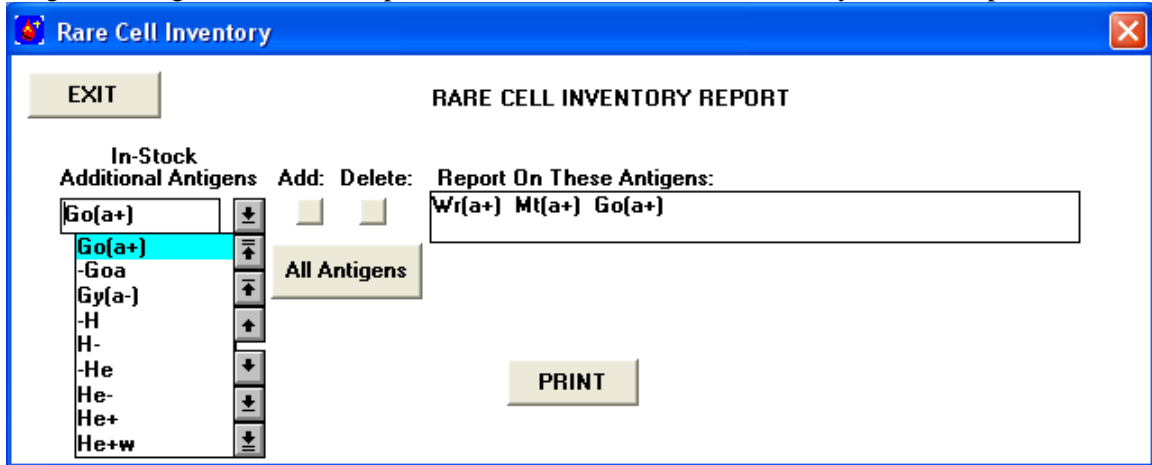 Rare Cell Inventory
EXIT
RARE CELL INVENTORY REPORT
In-Stock
Additional Antigens Add: Delete: Report On These Antigens:
Go(a+)
Wr(a+) Mt(a+) Go(a+)
Go(a+)
-Goa
Gy(a-)
-H
H-
-He
He-
He+
He+w
All Antigens
PRINT